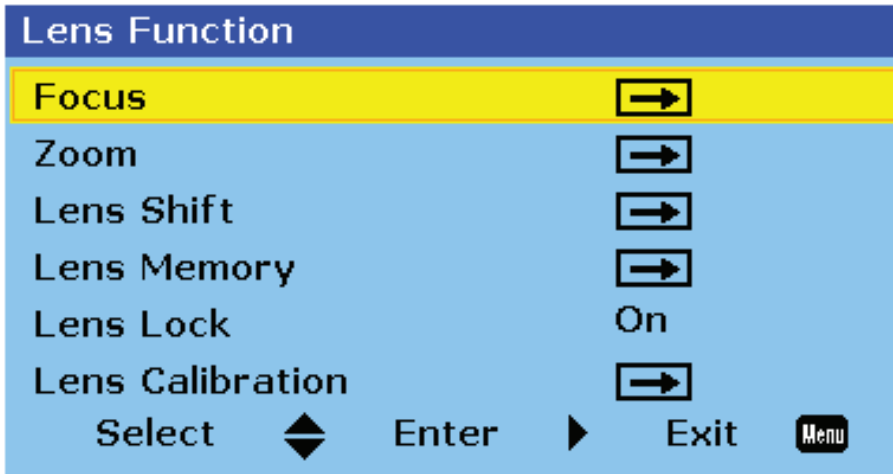 Lens Function
Focus
Zoom
Lens Shift
Lens Memory
Lens Lock On
Lens Calibration
Select Enter Exit Menu